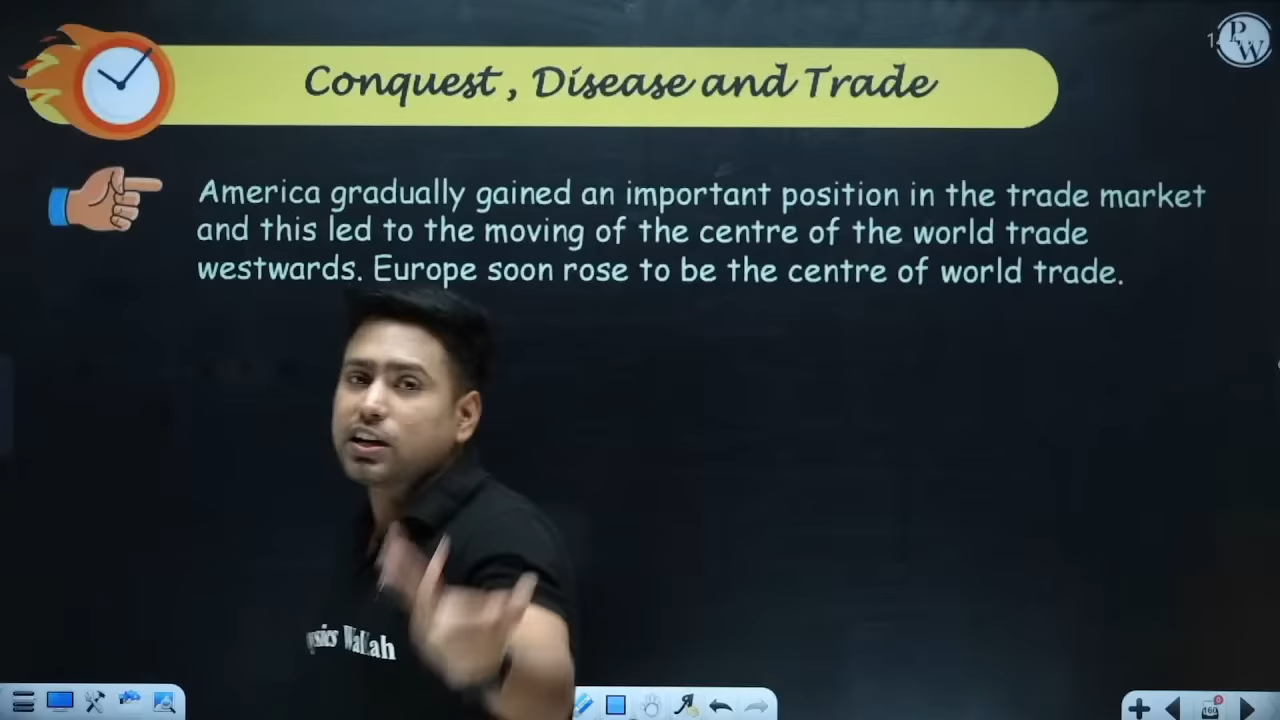 Conquest, Disease and Trade
PW
America gradually gained an important position in the trade market
and this led to the moving of the centre of the world trade
westwards. Europe soon rose to be the centre of world trade.
Wallah
166